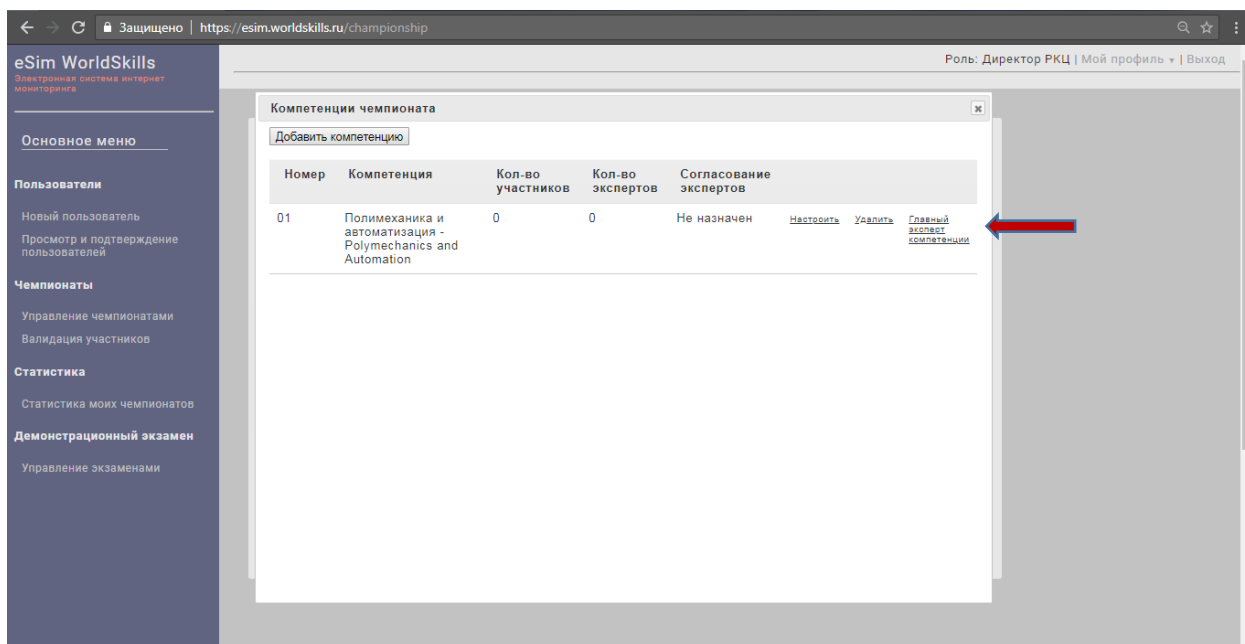 Защищено | https://esim.worldskills.ru/championship
eSim WorldSkills
Электронная система интернет
мониторинга
Роль: Директор РКЦ | Мой профиль ▾ | Выход
Основное меню
Пользователи
Новый пользователь
Просмотр и подтверждение
пользователей
Чемпионаты
Управление чемпионатами
Валидация участников
Статистика
Статистика моих чемпионатов
Демонстрационный экзамен
Управление экзаменами
Компетенции чемпионата
Добавить компетенцию
Номер Компетенция Кол-во Кол-во Согласование
участников экспертов экспертов
01 Полимеханика и 0 0 Не назначен Настроить Удалить Главный
автоматизация - эксперт
Polymechanics and компетенции
Automation